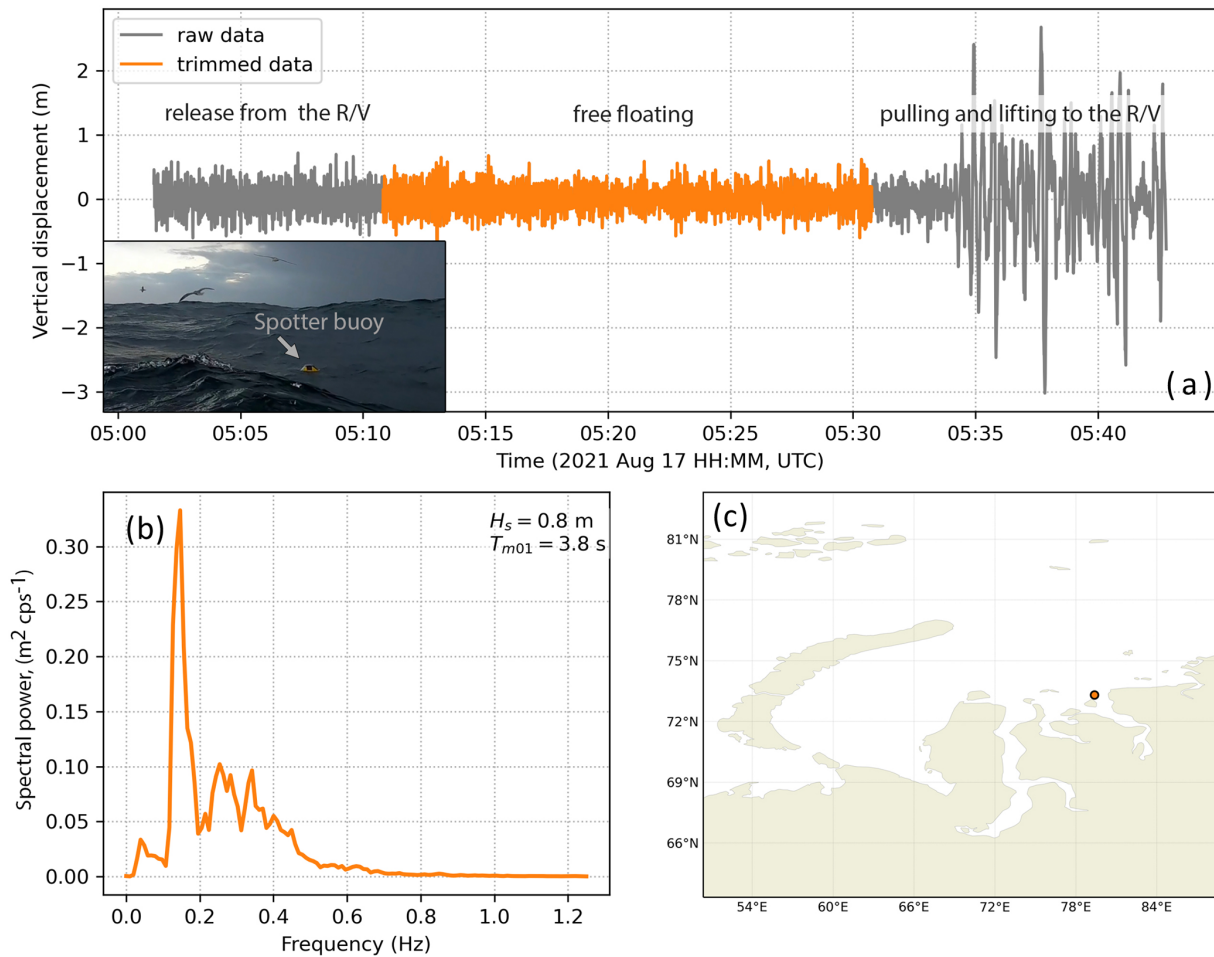 raw data
trimmed data
release from the R/V
free floating
pulling and lifting to the R/V
Vertical displacement (m)
2
1
0
−1
−2
−3
Spotter buoy
(a)
05:00 05:05 05:10 05:15 05:20 05:25 05:30 05:35 05:40
Time (2021 Aug 17 HH:MM, UTC)
(b)
H_s = 0.8 m
T_m01 = 3.8 s
Spectral power, (m² cps⁻¹)
0.30
0.25
0.20
0.15
0.10
0.05
0.00
0.0 0.2 0.4 0.6 0.8 1.0 1.2
Frequency (Hz)
(c)
81°N
78°N
75°N
72°N
69°N
66°N
54°E 60°E 66°E 72°E 78°E 84°E